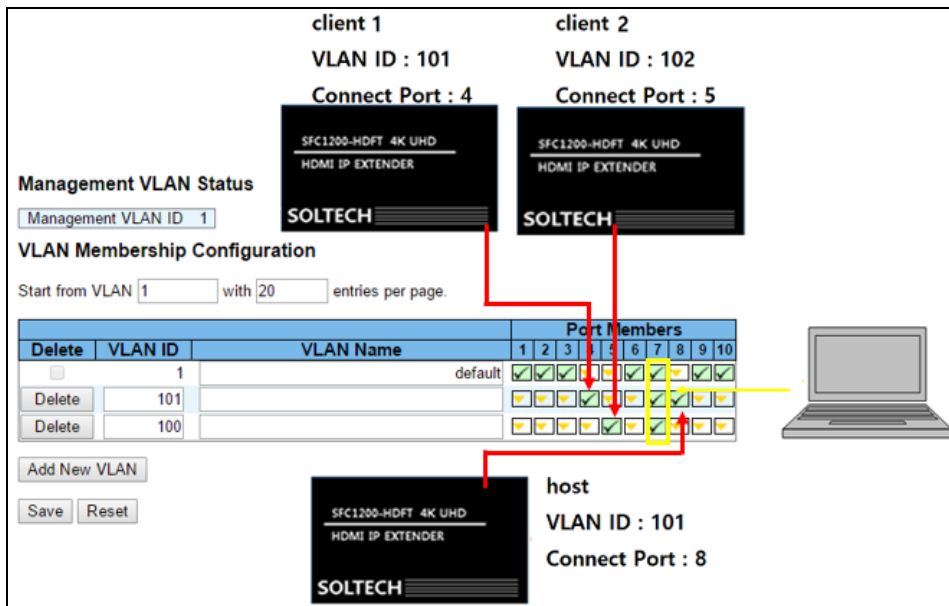 client 1
VLAN ID : 101
Connect Port : 4
client 2
VLAN ID : 102
Connect Port : 5
SFC1200-HDFT 4K UHD
HDMI IP EXTENDER
SOLTECH
SFC1200-HDFT 4K UHD
HDMI IP EXTENDER
SOLTECH
Management VLAN Status
Management VLAN ID 1
VLAN Membership Configuration
Start from VLAN 1 with 20 entries per page.
Port Members
Delete VLAN ID VLAN Name 1 2 3 4 5 6 7 8 9 10
1 default
Delete 101
Delete 100
Add New VLAN
Save Reset
SFC1200-HDFT 4K UHD
HDMI IP EXTENDER
SOLTECH
host
VLAN ID : 101
Connect Port : 8